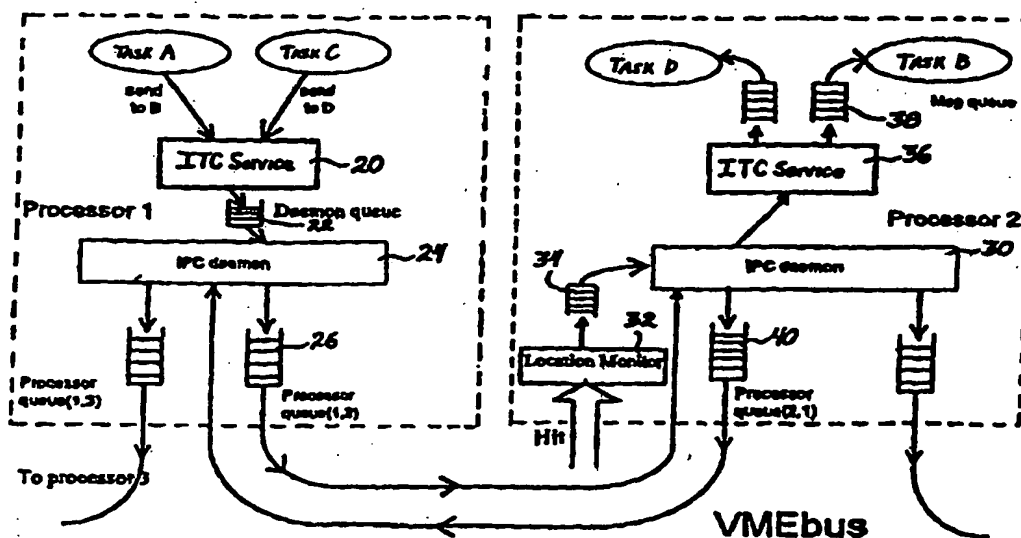 TASK A
TASK C
send
to B
send
to D
ITC Service
20
Processor 1
Daemon queue
22
IPC daemon
24
26
Processor
queue(1,3)
Processor
queue(1,2)
To processor 3
TASK D
TASK B
Msg queue
38
ITC Service
36
Processor 2
34
IPC daemon
30
32
Location Monitor
40
Hit
Processor
queue(2,1)
VMEbus